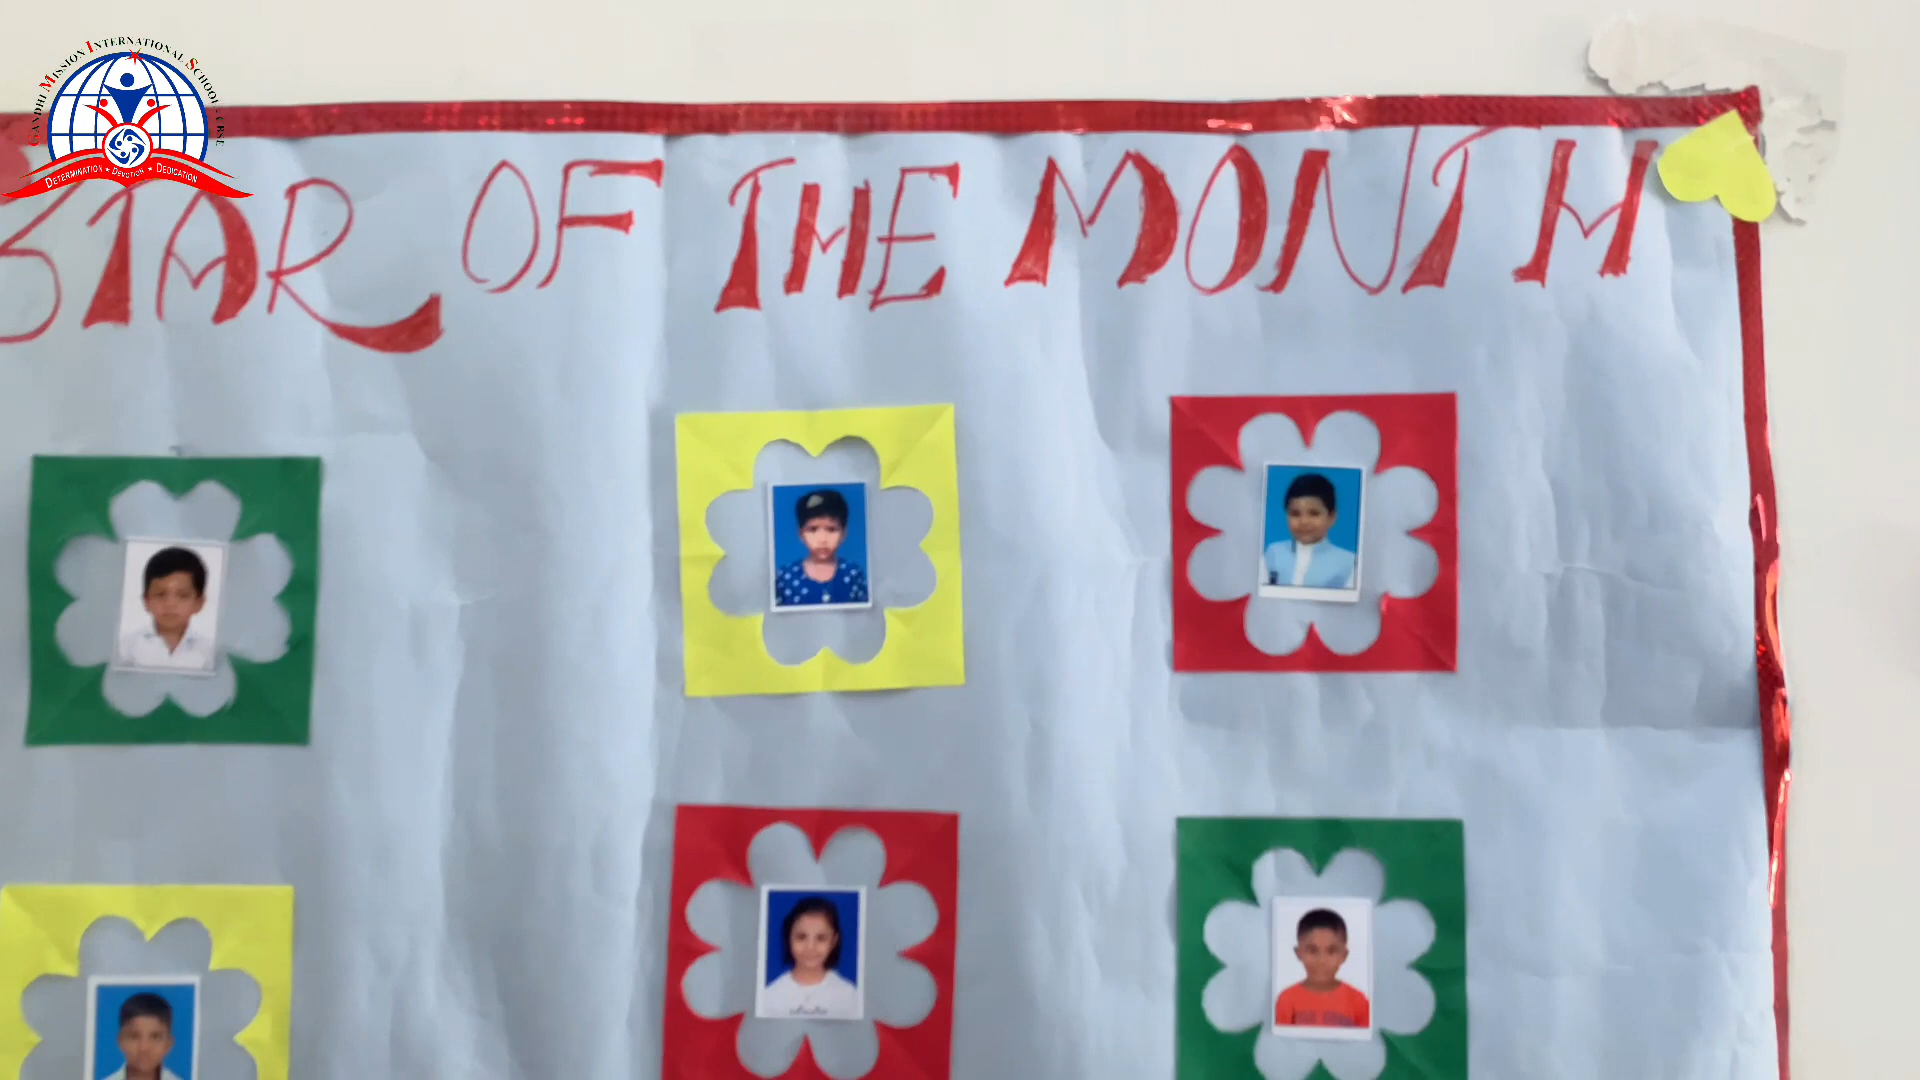 GANDHI MISSION INTERNATIONAL SCHOOL - CBSE
DETERMINATION ★ DEVOTION ★ DEDICATION
STAR OF THE MONTH